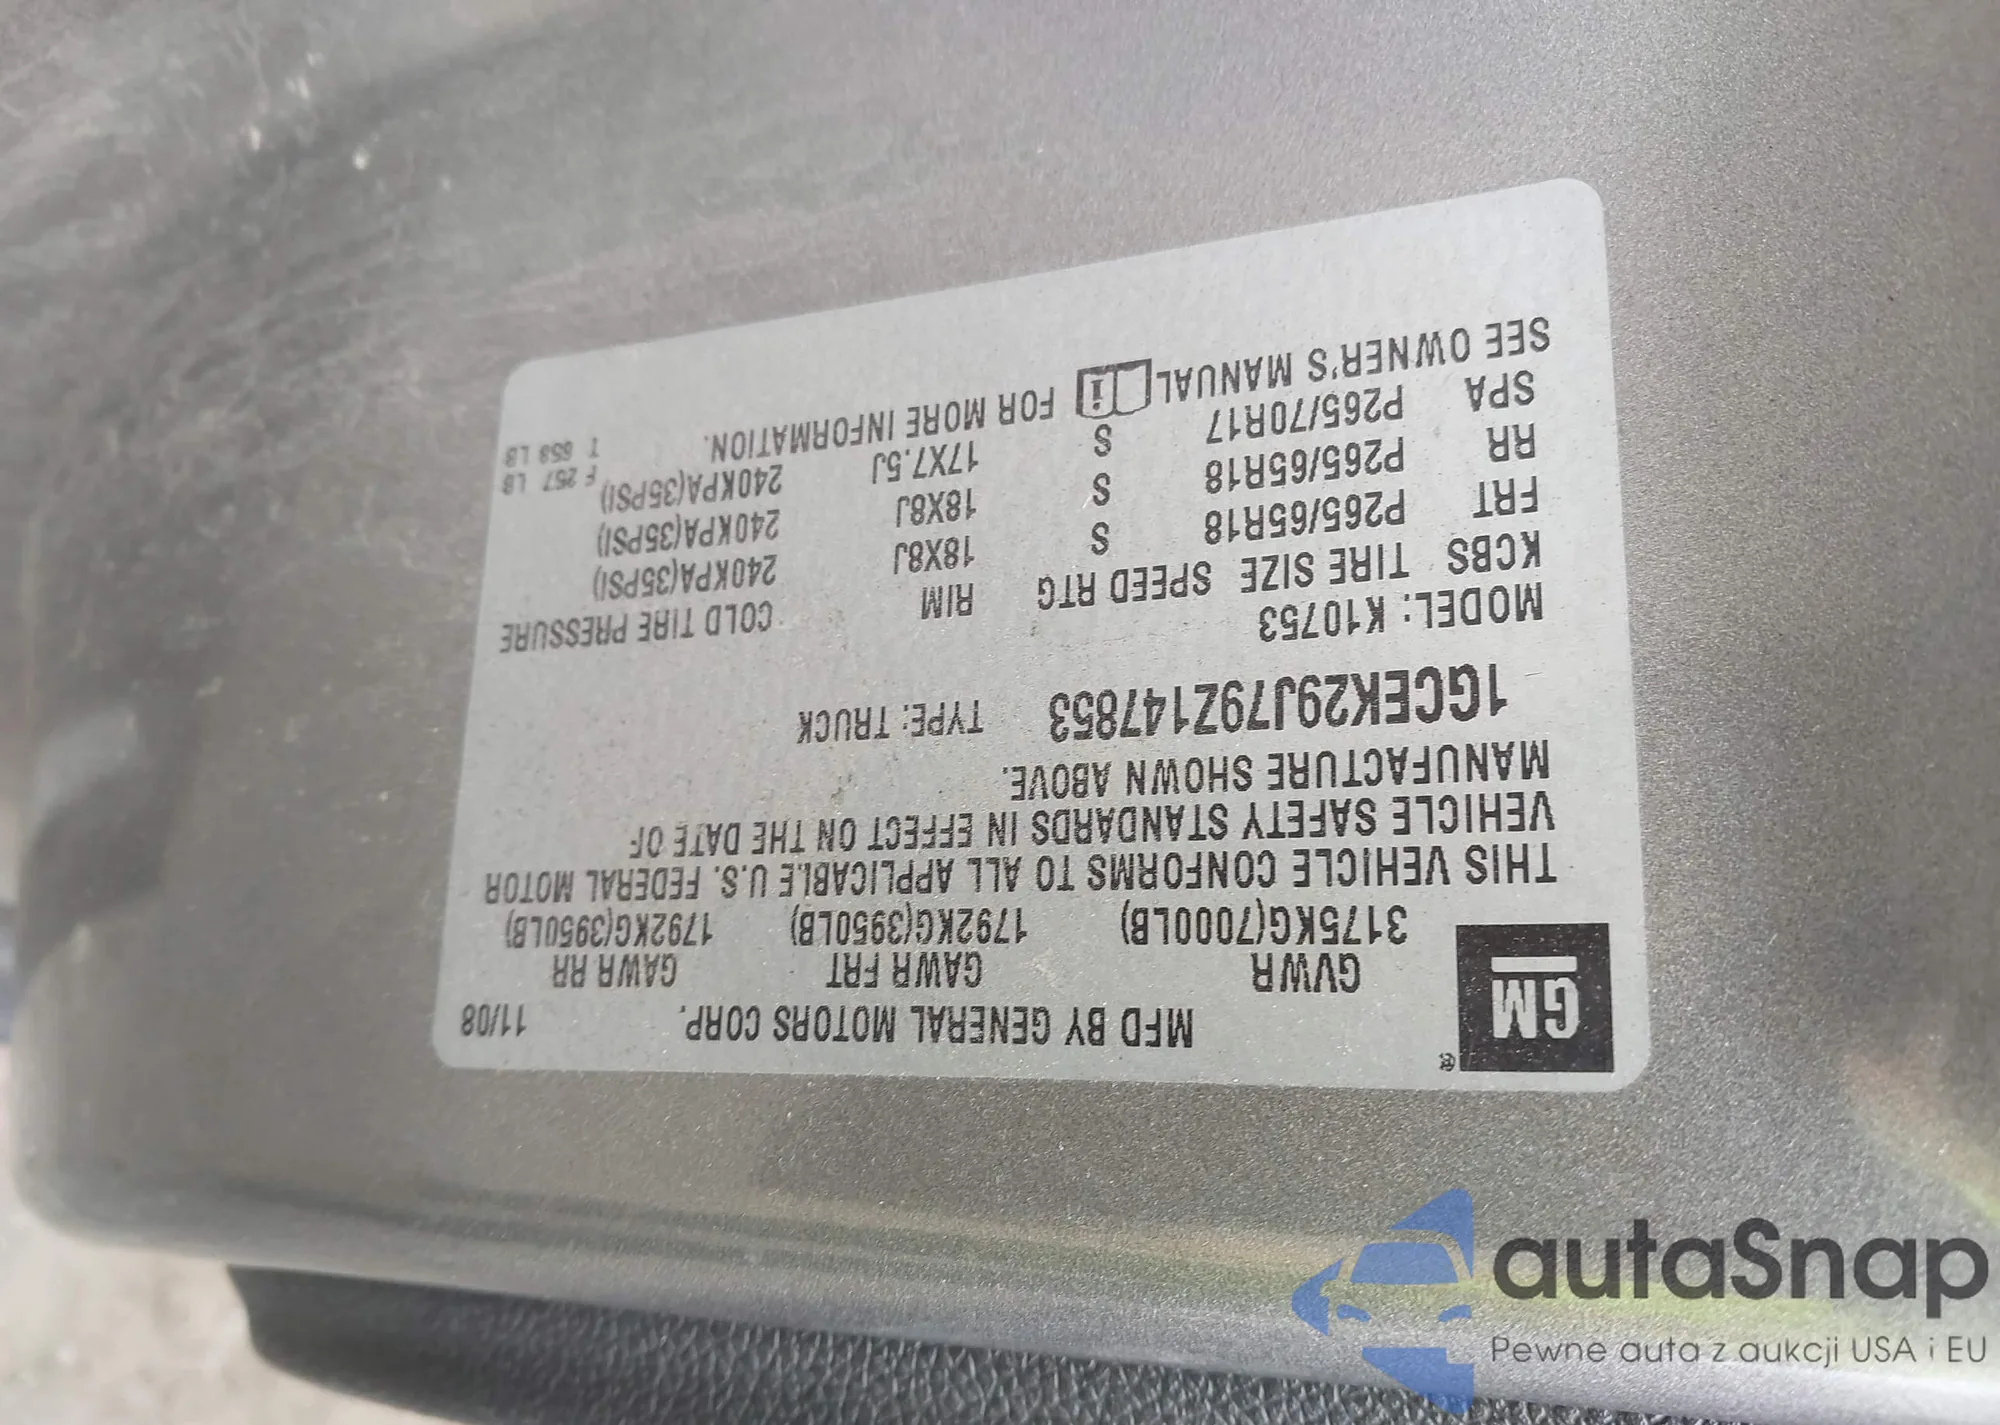 GM ®
MFD BY GENERAL MOTORS CORP. 11/08
GVWR GAWR FRT GAWR RR
3175KG(7000LB) 1792KG(3950LB) 1792KG(3950LB)
THIS VEHICLE CONFORMS TO ALL APPLICABLE U.S. FEDERAL MOTOR
VEHICLE SAFETY STANDARDS IN EFFECT ON THE DATE OF
MANUFACTURE SHOWN ABOVE.
1GCEK29J79Z147853 TYPE: TRUCK
MODEL: K10753
KCBS TIRE SIZE SPEED RTG RIM COLD TIRE PRESSURE
FRT P265/65R18 S 18X8J 240KPA(35PSI)
RR P265/65R18 S 18X8J 240KPA(35PSI)
SPA P265/70R17 S 17X7.5J 240KPA(35PSI) F 257 LB
SEE OWNER'S MANUAL i FOR MORE INFORMATION. T 658 LB
autaSnap
Pewne auta z aukcji USA i EU